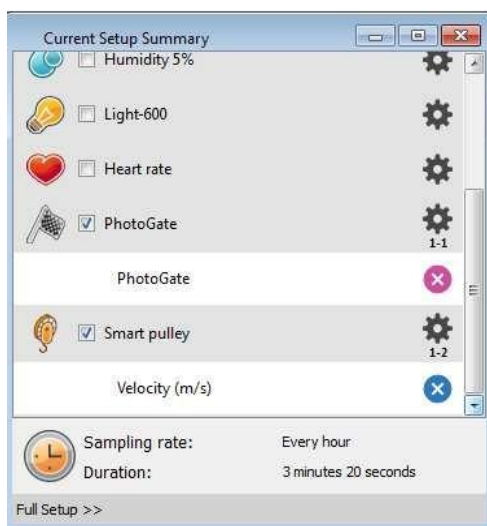 Current Setup Summary
Humidity 5%
Light-600
Heart rate
PhotoGate
1-1
PhotoGate
Smart pulley
1-2
Velocity (m/s)
Sampling rate: Every hour
Duration: 3 minutes 20 seconds
Full Setup >>